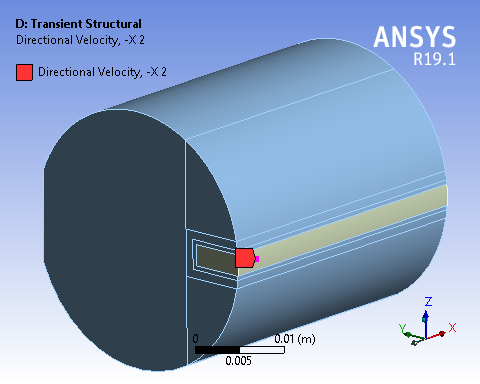 D: Transient Structural
Directional Velocity, -X 2
Directional Velocity, -X 2
ANSYS
R19.1
0
0.01 (m)
0.005
Z
Y
X